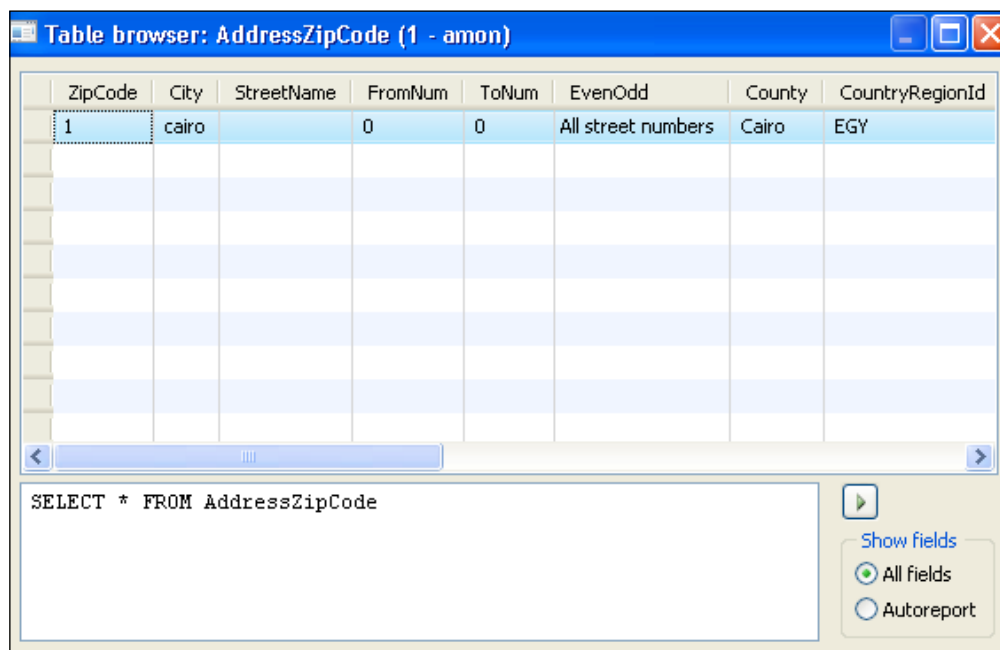 Table browser: AddressZipCode (1 - amon)
ZipCode City StreetName FromNum ToNum EvenOdd County CountryRegionId
1 cairo 0 0 All street numbers Cairo EGY
SELECT * FROM AddressZipCode
Show fields
All fields
Autoreport